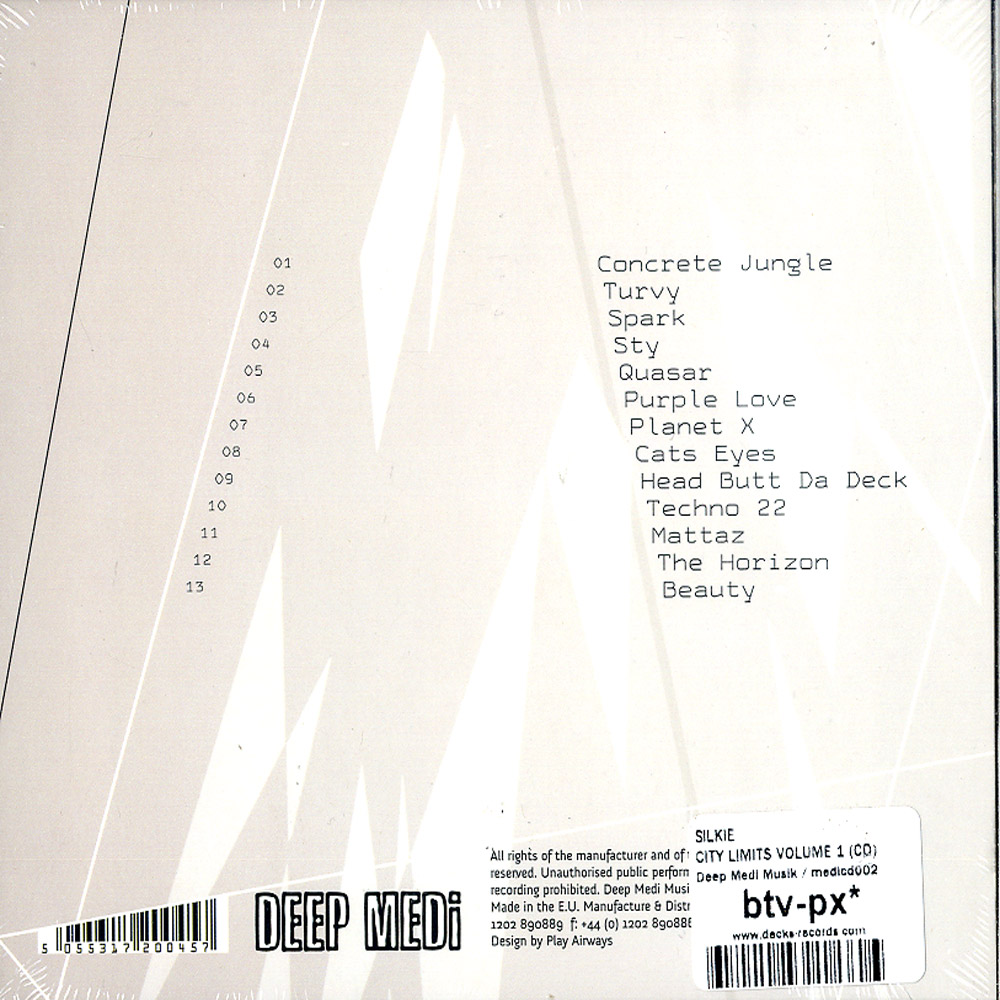 01 Concrete Jungle
02 Turvy
03 Spark
04 Sty
05 Quasar
06 Purple Love
07 Planet X
08 Cats Eyes
09 Head Butt Da Deck
10 Techno 22
11 Mattaz
12 The Horizon
13 Beauty
All rights of the manufacturer and of
reserved. Unauthorised public perform
recording prohibited. Deep Medi Musi
Made in the E.U. Manufacture & Distr
1202 890889 f: +44 (0) 1202 890888
Design by Play Airways
5 055317 200457
DEEP MEDi
SILKIE
CITY LIMITS VOLUME 1 (CD)
Deep Medi Musik / medicd002
btv-px*
www.decks-records.com